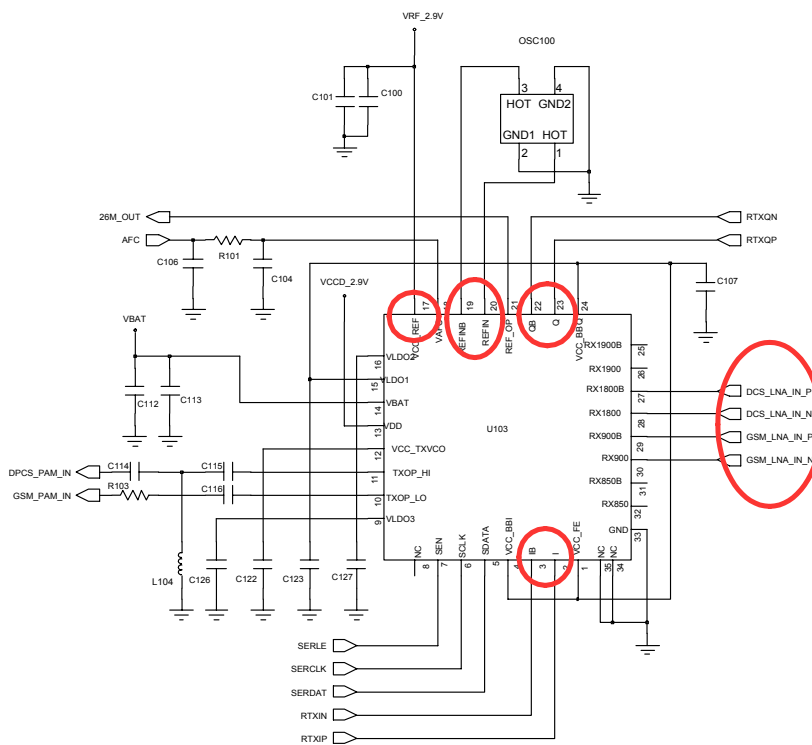 VRF_2.9V
OSC100
C101
C100
3
4
HOT GND2
GND1 HOT
2
1
26M_OUT
RTXQN
AFC
RTXQP
R101
C106
C104
C107
VCCD_2.9V
VBAT
17
19
20
21
22
23
24
VCC_REF
REFINB
REFIN
REF_OP
QB
Q
VCC_BBQ
VLDO2
16
VLDO1
15
VBAT
14
VDD
13
VCC_TXVCO
12
TXOP_HI
11
TXOP_LO
10
VLDO3
9
U103
RX1900B
25
RX1900
26
RX1800B
27
RX1800
28
RX900B
29
RX900
30
RX850B
31
RX850
32
GND
33
DCS_LNA_IN_P
DCS_LNA_IN_N
GSM_LNA_IN_P
GSM_LNA_IN_N
C112
C113
DPCS_PAM_IN
C114
C115
GSM_PAM_IN
R103
C116
L104
C126
C122
C123
C127
NC
SEN
SCLK
SDATA
VCC_BBI
IB
I
VCC_FE
NC
NC
8
7
6
5
4
3
2
1
35
34
SERLE
SERCLK
SERDAT
RTXIN
RTXIP